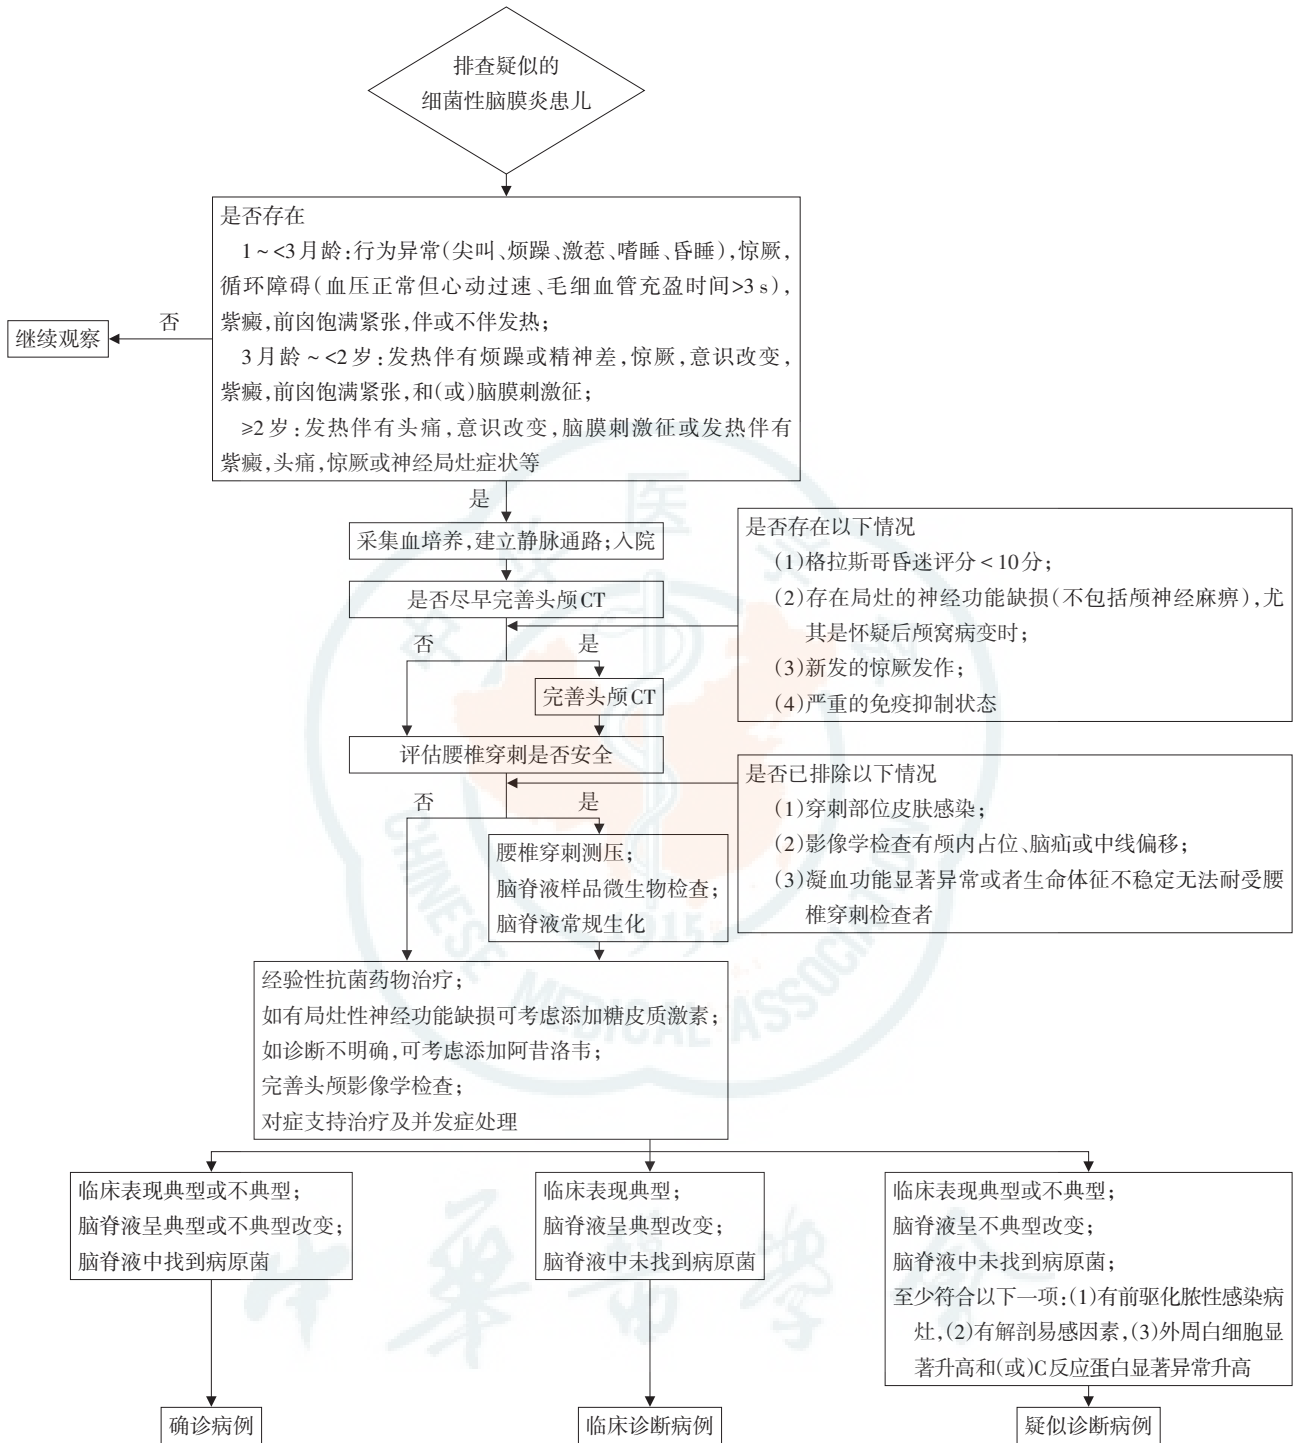 排查疑似的
细菌性脑膜炎患儿
是否存在
1~<3月龄:行为异常(尖叫、烦躁、激惹、嗜睡、昏睡),惊厥,
循环障碍(血压正常但心动过速、毛细血管充盈时间>3 s),
紫癜,前囟饱满紧张,伴或不伴发热;
3月龄~<2岁:发热伴有烦躁或精神差,惊厥,意识改变,
紫癜,前囟饱满紧张,和(或)脑膜刺激征;
≥2岁:发热伴有头痛,意识改变,脑膜刺激征或发热伴有
紫癜,头痛,惊厥或神经局灶症状等
否
继续观察
是
采集血培养,建立静脉通路;入院
是否尽早完善头颅CT
是否存在以下情况
(1)格拉斯哥昏迷评分<10分;
(2)存在局灶的神经功能缺损(不包括颅神经麻痹),尤
其是怀疑后颅窝病变时;
(3)新发的惊厥发作;
(4)严重的免疫抑制状态
否
是
完善头颅CT
评估腰椎穿刺是否安全
是否已排除以下情况
(1)穿刺部位皮肤感染;
(2)影像学检查有颅内占位、脑疝或中线偏移;
(3)凝血功能显著异常或者生命体征不稳定无法耐受腰
椎穿刺检查者
否
是
腰椎穿刺测压;
脑脊液样品微生物检查;
脑脊液常规生化
经验性抗菌药物治疗;
如有局灶性神经功能缺损可考虑添加糖皮质激素;
如诊断不明确,可考虑添加阿昔洛韦;
完善头颅影像学检查;
对症支持治疗及并发症处理
临床表现典型或不典型;
脑脊液呈典型或不典型改变;
脑脊液中找到病原菌
临床表现典型;
脑脊液呈典型改变;
脑脊液中未找到病原菌
临床表现典型或不典型;
脑脊液呈不典型改变;
脑脊液中未找到病原菌;
至少符合以下一项:(1)有前驱化脓性感染病
灶,(2)有解剖易感因素,(3)外周白细胞显
著升高和(或)C反应蛋白显著异常升高
确诊病例
临床诊断病例
疑似诊断病例
中华医学会
CHINESE MEDICAL ASSOCIATION
1915
中华医学会